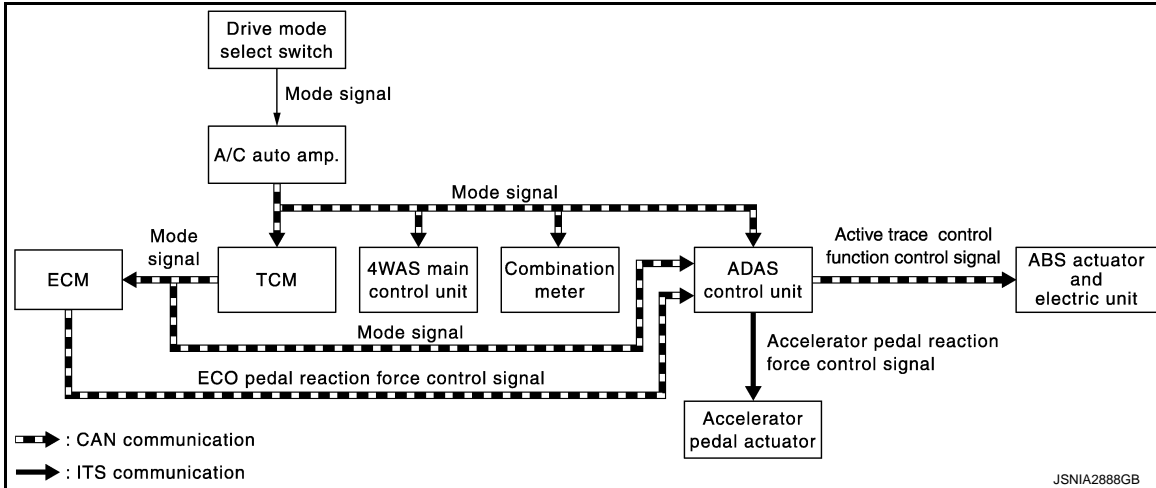 Drive mode
select switch
Mode signal
A/C auto amp.
Mode signal
Mode
signal
ECM
TCM
4WAS main
control unit
Combination
meter
ADAS
control unit
Active trace control
function control signal
ABS actuator
and
electric unit
Mode signal
ECO pedal reaction force control signal
Accelerator pedal reaction
force control signal
Accelerator
pedal actuator
: CAN communication
: ITS communication
JSNIA2888GB